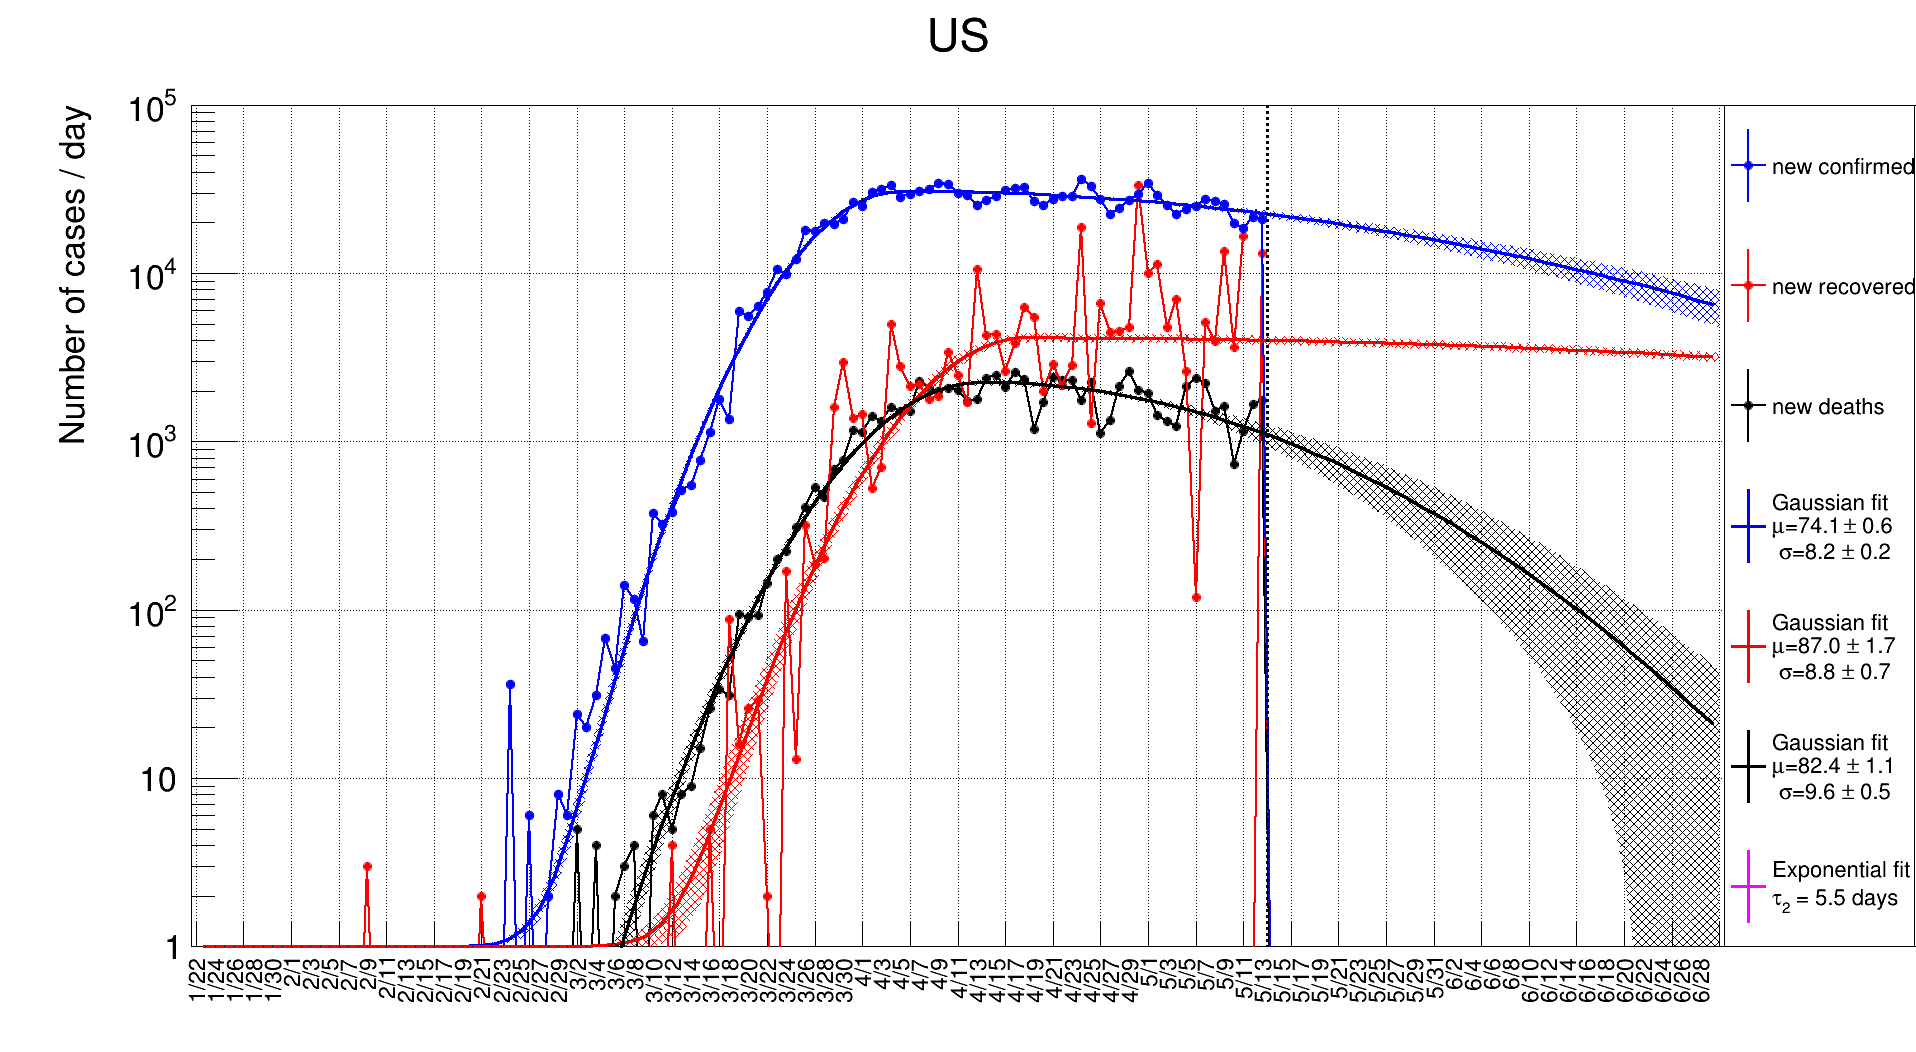 US
Number of cases / day
10^5
10^4
10^3
10^2
10
1
1/22 1/24 1/26 1/28 1/30 2/1 2/3 2/5 2/7 2/9 2/11 2/13 2/15 2/17 2/19 2/21 2/23 2/25 2/27 2/29 3/2 3/4 3/6 3/8 3/10 3/12 3/14 3/16 3/18 3/20 3/22 3/24 3/26 3/28 3/30 4/1 4/3 4/5 4/7 4/9 4/11 4/13 4/15 4/17 4/19 4/21 4/23 4/25 4/27 4/29 5/1 5/3 5/5 5/7 5/9 5/11 5/13 5/15 5/17 5/19 5/21 5/23 5/25 5/27 5/29 5/31 6/2 6/4 6/6 6/8 6/10 6/12 6/14 6/16 6/18 6/20 6/22 6/24 6/26 6/28
new confirmed
new recovered
new deaths
Gaussian fit
μ=74.1 ± 0.6
σ=8.2 ± 0.2
Gaussian fit
μ=87.0 ± 1.7
σ=8.8 ± 0.7
Gaussian fit
μ=82.4 ± 1.1
σ=9.6 ± 0.5
Exponential fit
τ₂ = 5.5 days